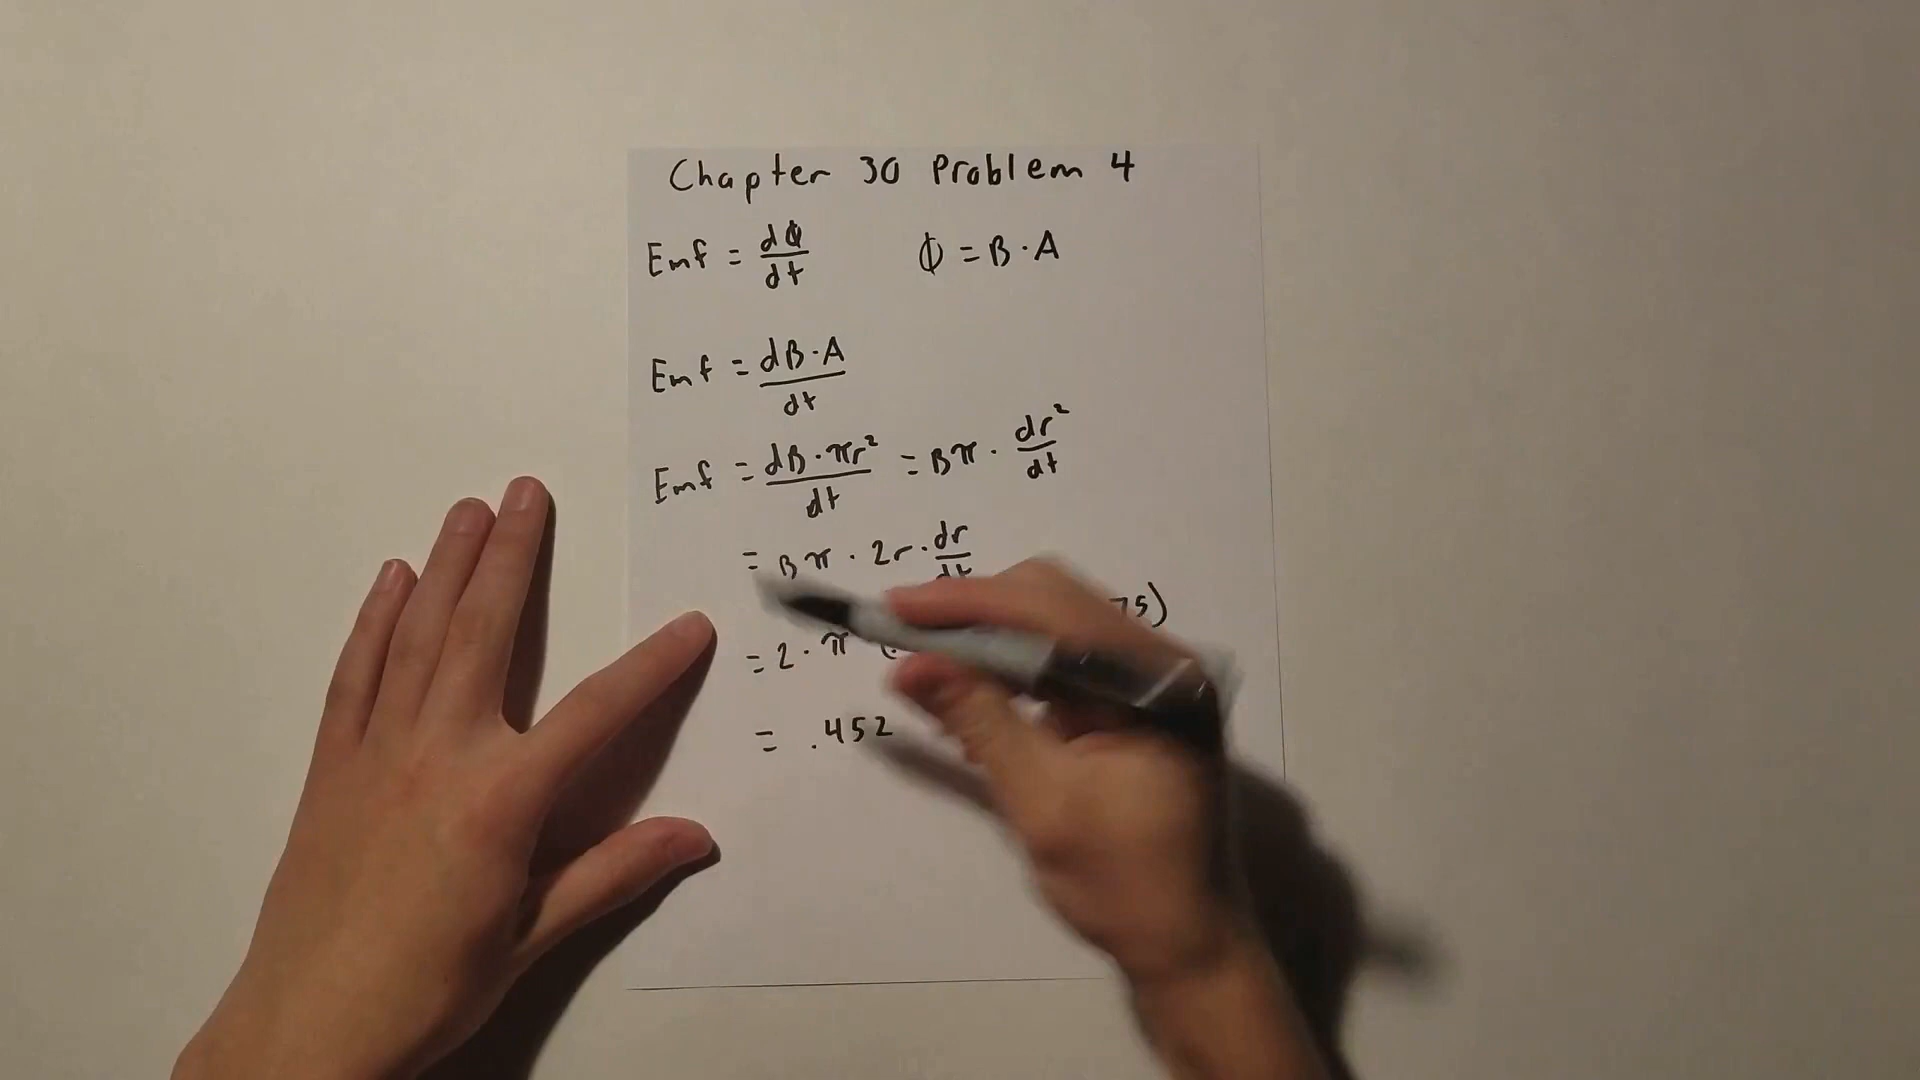 Chapter 30 Problem 4
Emf = dΦ/dt Φ = B · A
Emf = dB·A/dt
Emf = dB·πr²/dt = Bπ · dr²/dt
= Bπ · 2r · dr/dt
= 2 · π 75)
= .452